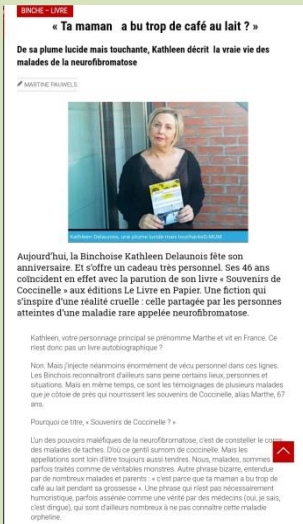 BINCHE – LIVRE
« Ta maman a bu trop de café au lait ? »
De sa plume lucide mais touchante, Kathleen décrit la vraie vie des
malades de la neurofibromatose
MARTINE PAUWELS
Kathleen Delaunois, une plume lucide mais touchante
Aujourd'hui, la Binchoise Kathleen Delaunois fête son
anniversaire. Et s'offre un cadeau très personnel. Ses 46 ans
coïncident en effet avec la parution de son livre « Souvenirs de
Coccinelle » aux éditions Le Livre en Papier. Une fiction qui
s'inspire d'une réalité cruelle : celle partagée par les personnes
atteintes d'une maladie rare appelée neurofibromatose.
Kathleen, votre personnage principal se prénomme Marthe et vit en France. Ce
n'est donc pas un livre autobiographique ?
Non. Mais j'injecte néanmoins énormément de vécu personnel dans ces lignes.
Les Binchois reconnaîtront d'ailleurs sans peine certains lieux, personnes et
situations. Mais en même temps, ce sont les témoignages de plusieurs malades
que je côtoie de près qui nourrissent les souvenirs de Coccinelle, alias Marthe, 67
ans.
Pourquoi ce titre, « Souvenirs de Coccinelle ? »
L'un des pouvoirs maléfiques de la neurofibromatose, c'est de consteller le corps
des malades de taches. D'où ce gentil surnom de coccinelle. Mais les
appellations sont loin d'être toujours aussi tendres. Nous, malades, sommes
parfois traités comme de véritables monstres. Autre phrase bizarre, entendue
par de nombreux malades et parents : « c'est parce que ta maman a bu trop de
café au lait pendant sa grossesse ». Une phrase qui n'est pas nécessairement
humoristique, parfois assénée comme une vérité par des médecins (oui, je sais,
c'est dingue), qui sont d'ailleurs nombreux à ne pas connaître cette maladie
orpheline.